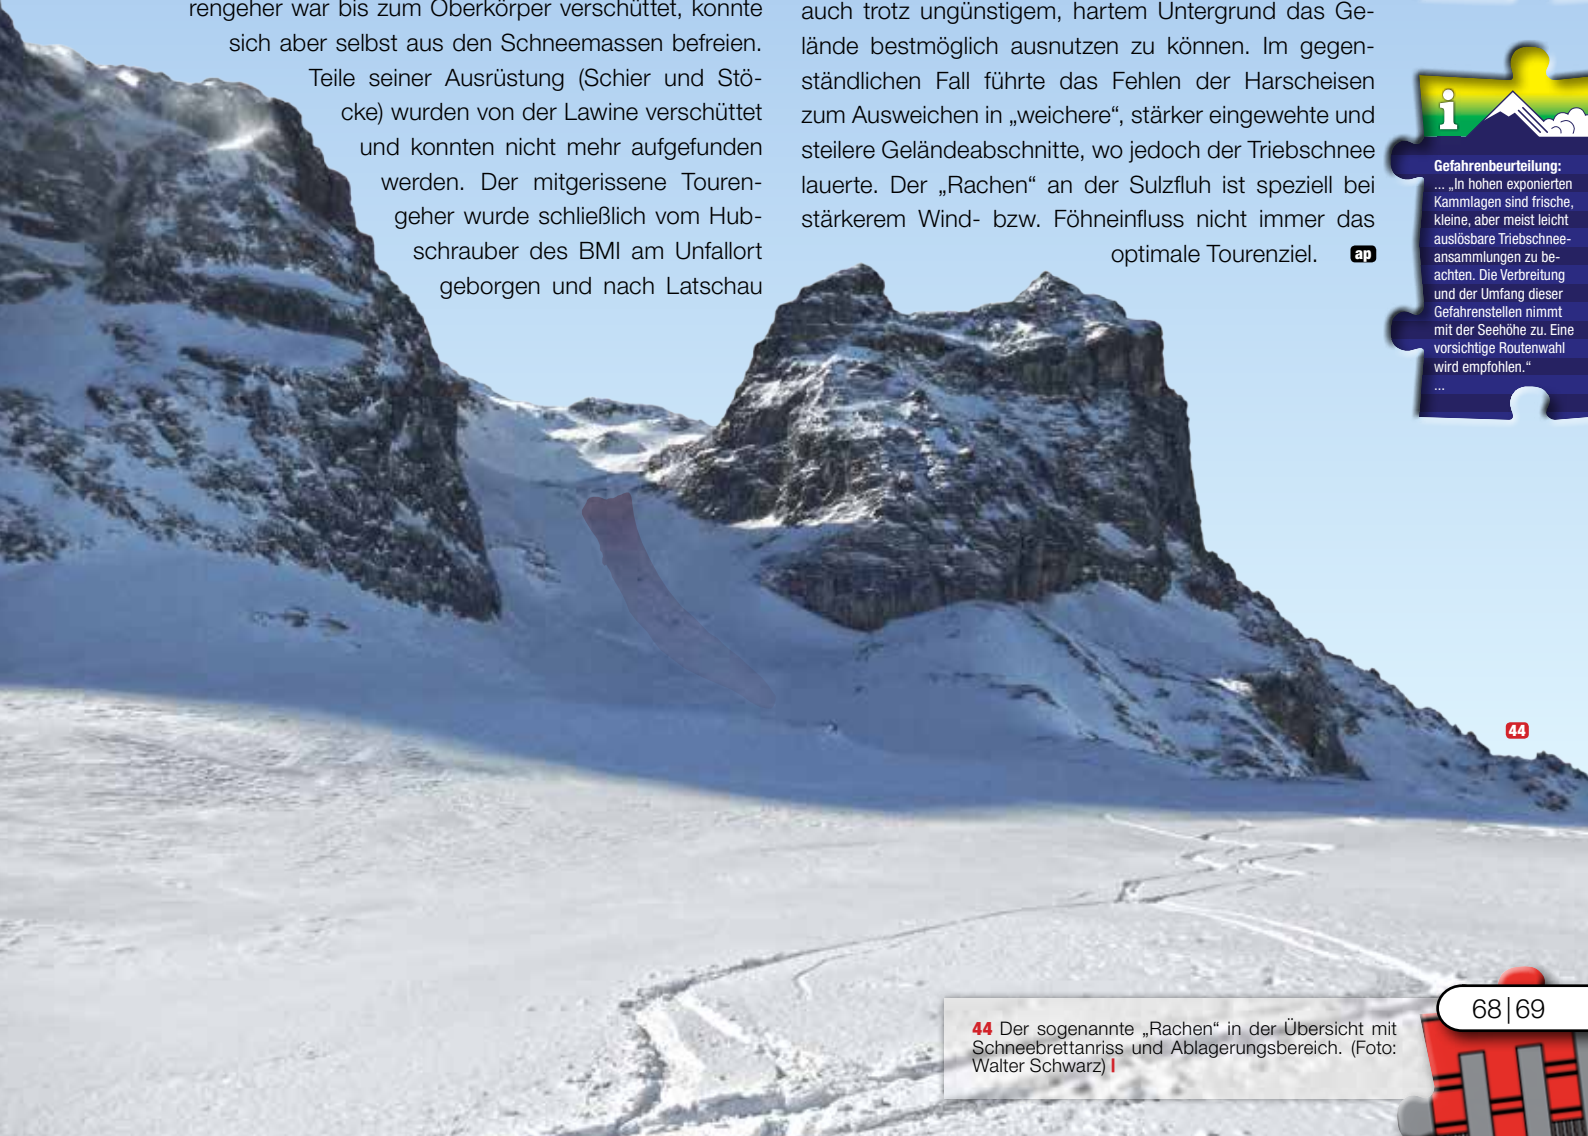 rengeher war bis zum Oberkörper verschüttet, konnte
sich aber selbst aus den Schneemassen befreien.
Teile seiner Ausrüstung (Schier und Stö-
cke) wurden von der Lawine verschüttet
und konnten nicht mehr aufgefunden
werden. Der mitgerissene Touren-
geher wurde schließlich vom Hub-
schrauber des BMI am Unfallort
geborgen und nach Latschau
auch trotz ungünstigem, hartem Untergrund das Ge-
lände bestmöglich ausnutzen zu können. Im gegen-
ständlichen Fall führte das Fehlen der Harscheisen
zum Ausweichen in „weichere“, stärker eingewehte und
steilere Geländeabschnitte, wo jedoch der Triebschnee
lauerte. Der „Rachen“ an der Sulzfluh ist speziell bei
stärkerem Wind- bzw. Föhneinfluss nicht immer das
optimale Tourenziel. ap
i
Gefahrenbeurteilung:
... „In hohen exponierten
Kammlagen sind frische,
kleine, aber meist leicht
auslösbare Triebschnee-
ansammlungen zu be-
achten. Die Verbreitung
und der Umfang dieser
Gefahrenstellen nimmt
mit der Seehöhe zu. Eine
vorsichtige Routenwahl
wird empfohlen.“
...
44
44 Der sogenannte „Rachen“ in der Übersicht mit
Schneebrettanriss und Ablagerungsbereich. (Foto:
Walter Schwarz) I
68|69